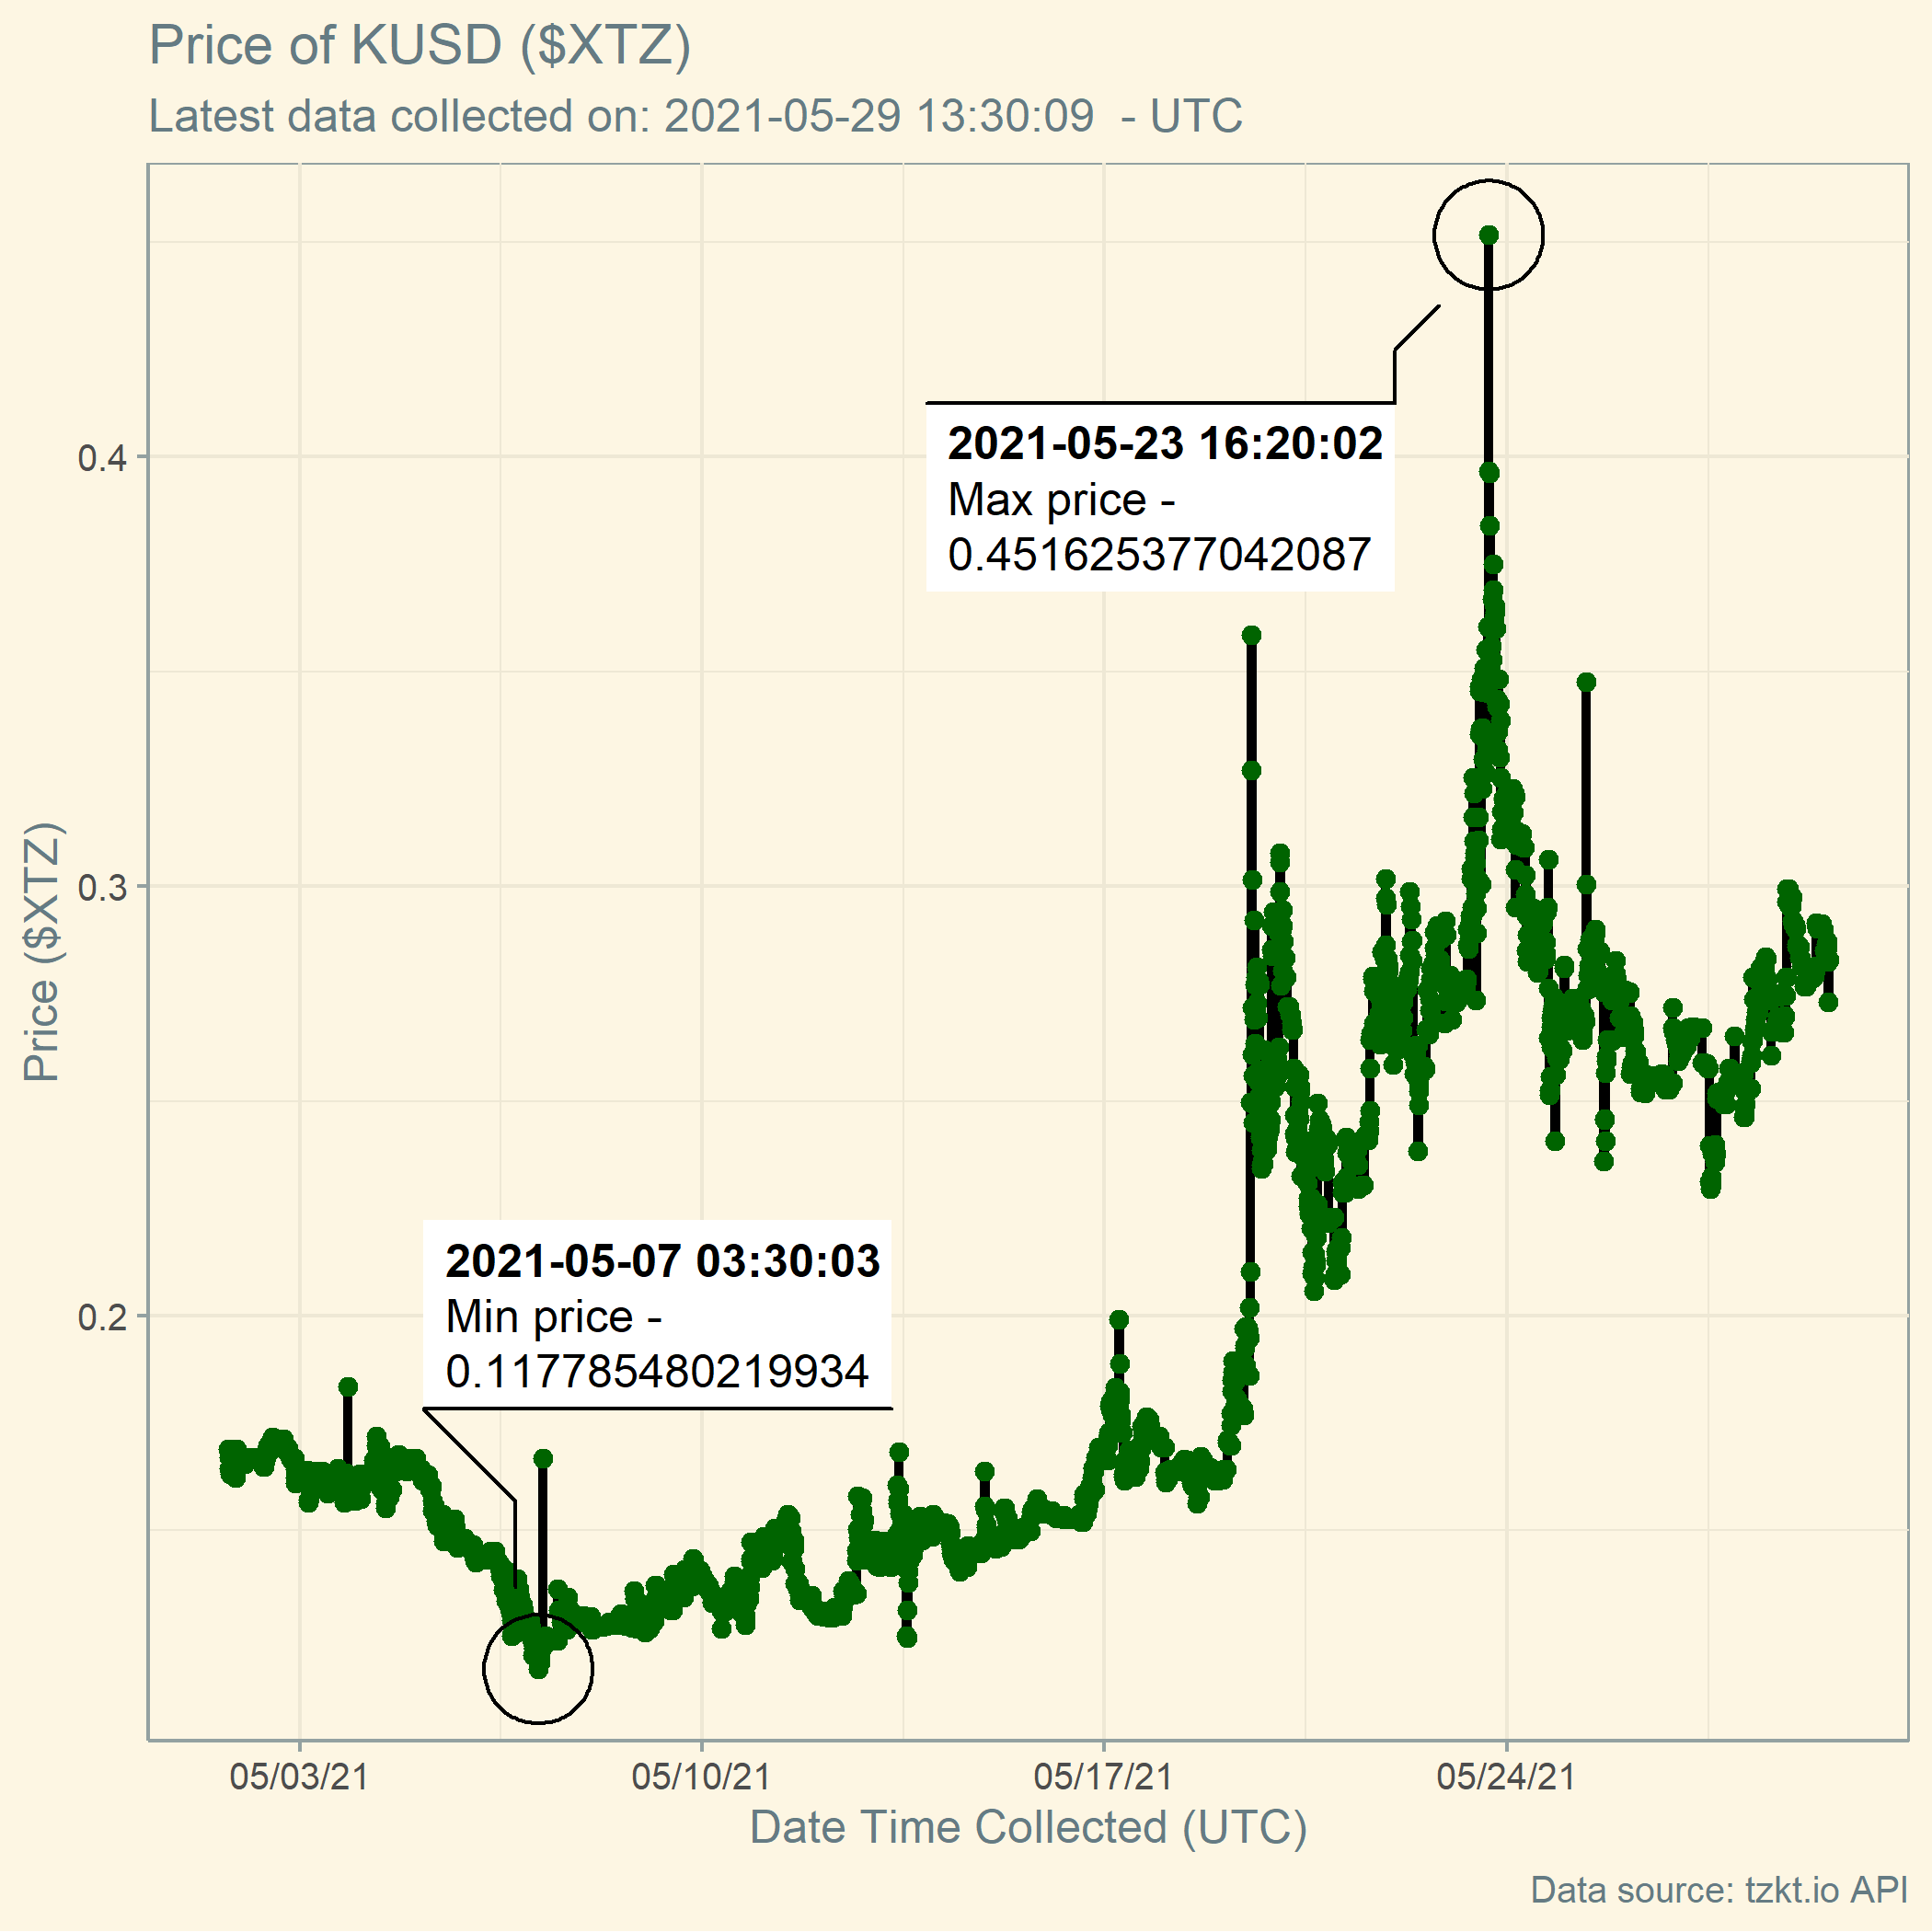 Price of KUSD ($XTZ)
Latest data collected on: 2021-05-29 13:30:09  - UTC
2021-05-23 16:20:02
Max price -
0.451625377042087
2021-05-07 03:30:03
Min price -
0.117785480219934
Price ($XTZ)
0.4
0.3
0.2
05/03/21
05/10/21
05/17/21
05/24/21
Date Time Collected (UTC)
Data source: tzkt.io API